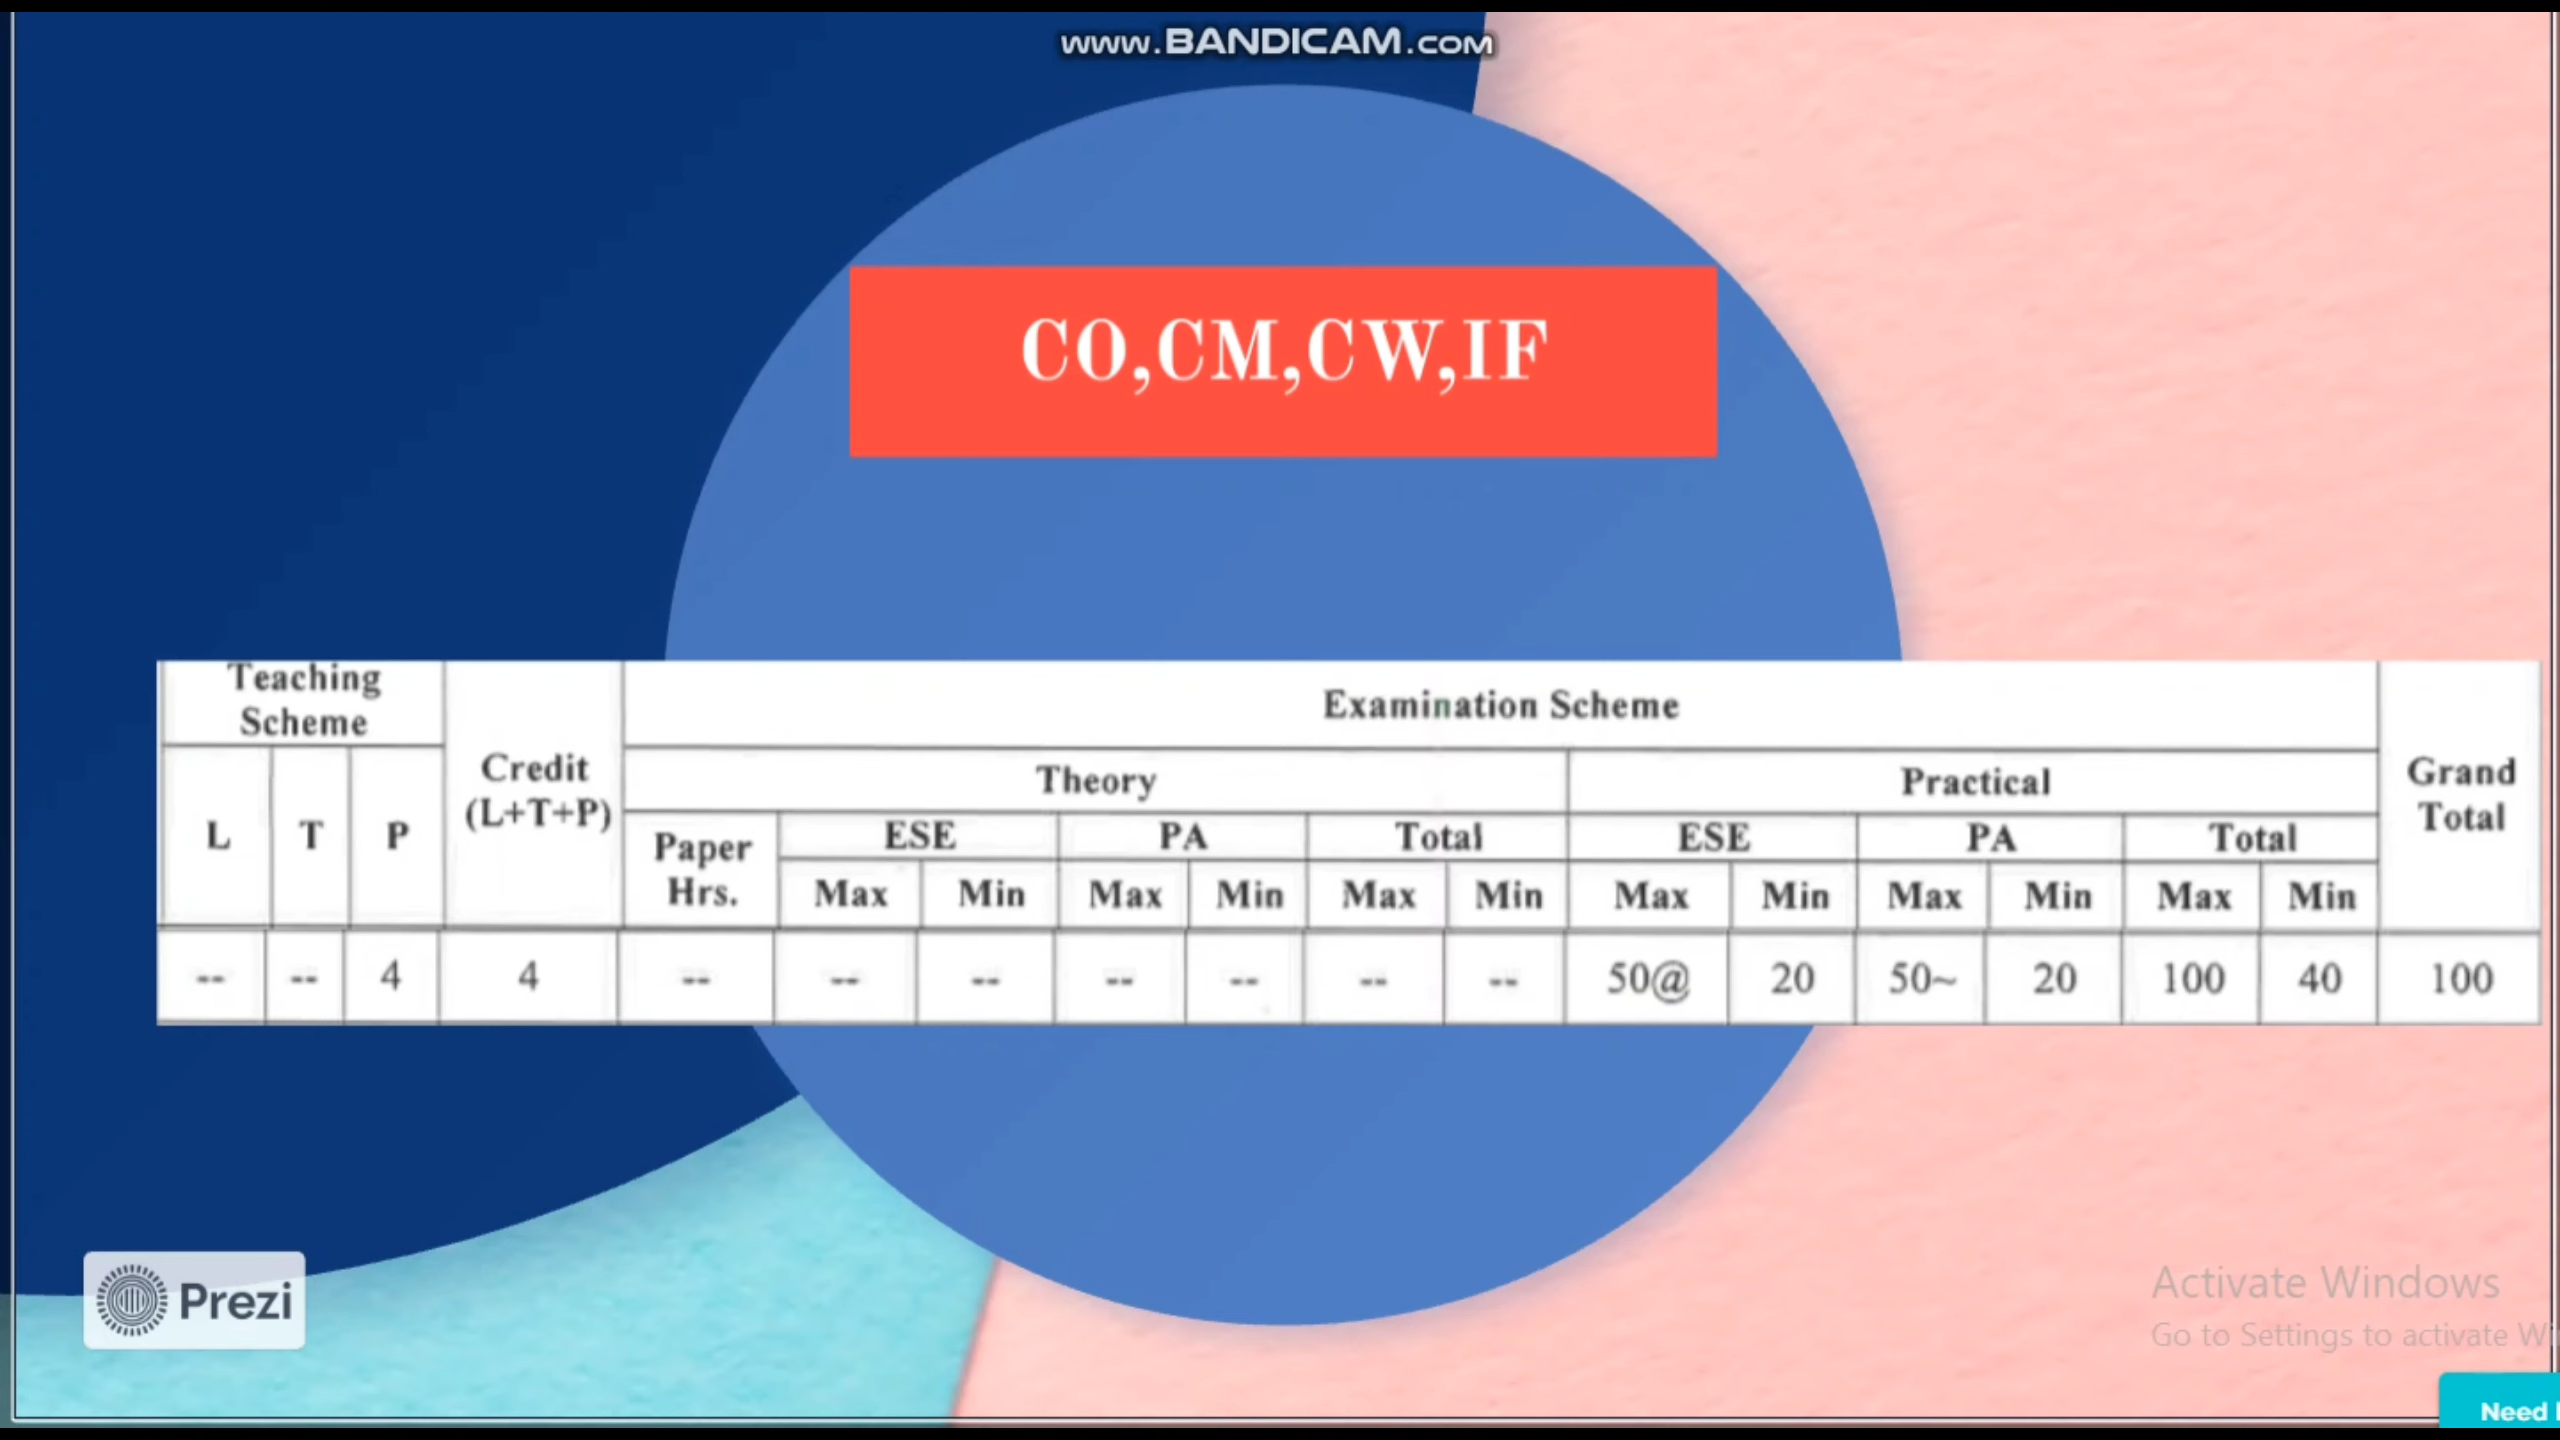 www.BANDICAM.com
CO,CM,CW,IF
Teaching
Scheme
Credit
(L+T+P)
Examination Scheme
Grand
Total
Theory
Practical
L T P
Paper
Hrs.
ESE PA Total ESE PA Total
Max Min Max Min Max Min Max Min Max Min Max Min
-- -- 4 4 -- -- -- -- -- -- -- 50@ 20 50~ 20 100 40 100
Prezi
Activate Windows
Go to Settings to activate W
Need